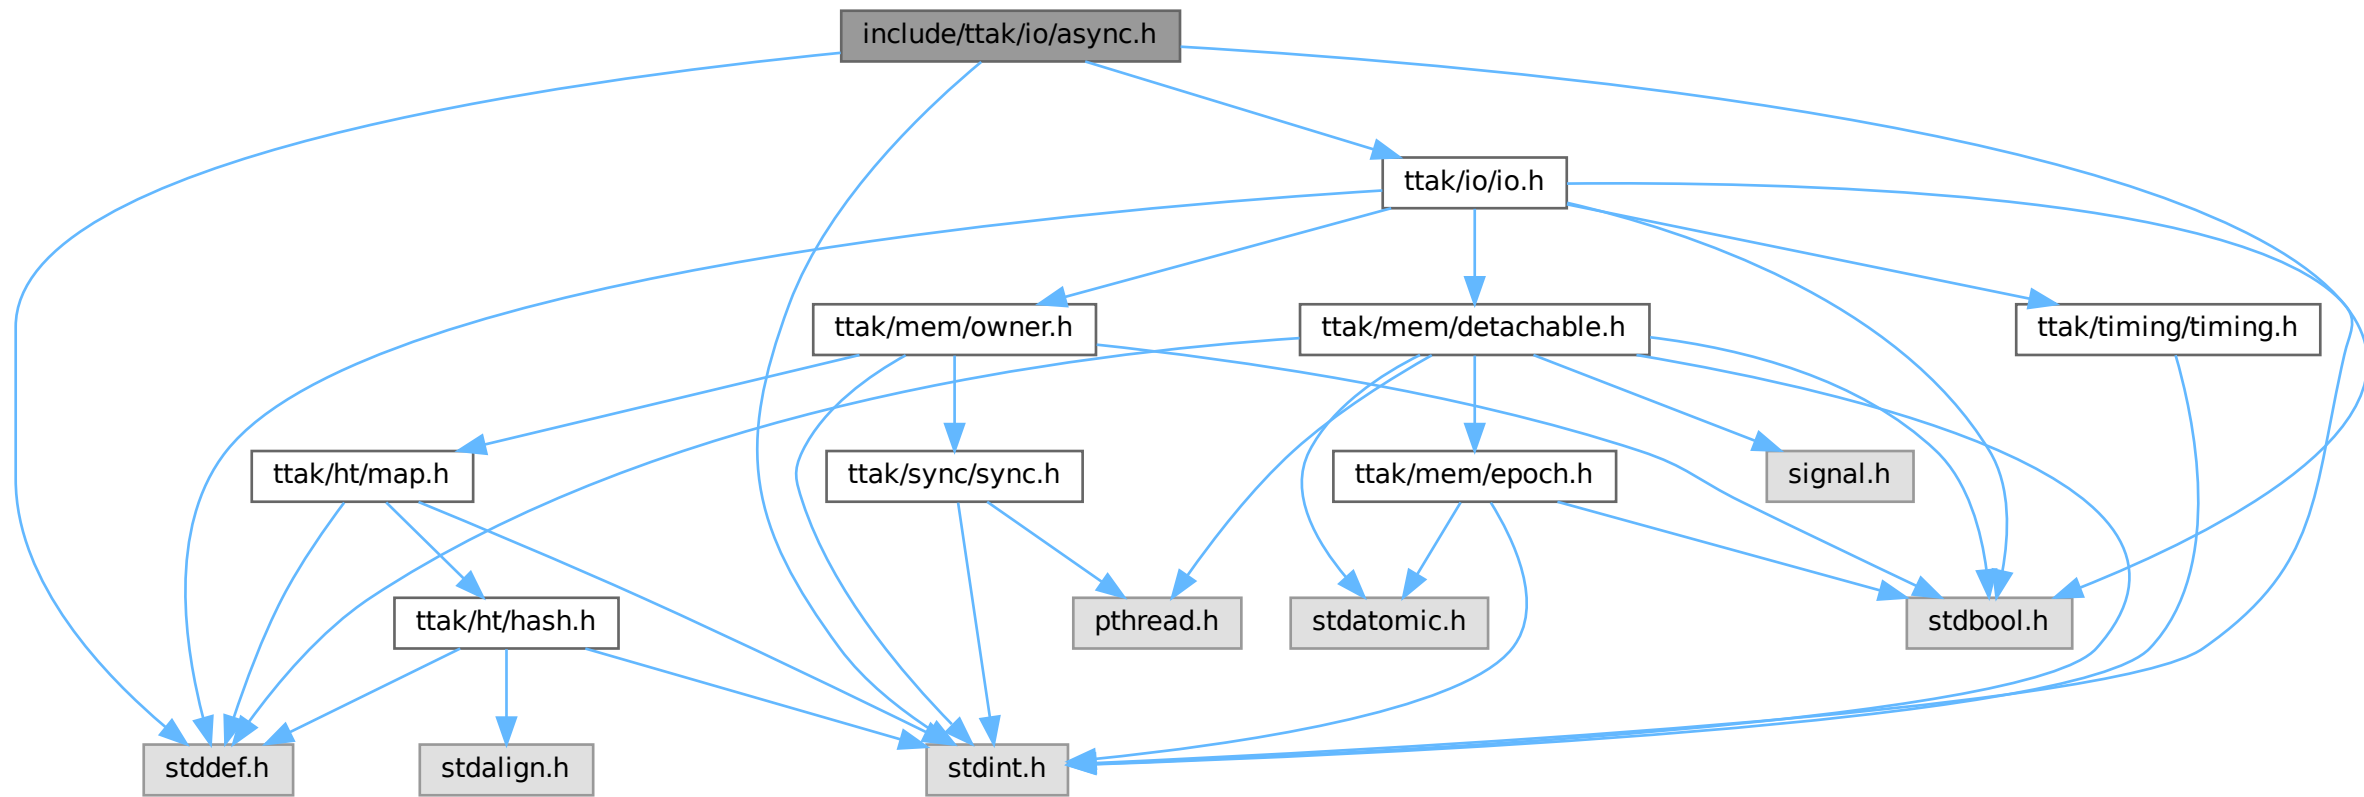 include/ttak/io/async.h
ttak/io/io.h
ttak/mem/owner.h
ttak/mem/detachable.h
ttak/timing/timing.h
ttak/ht/map.h
ttak/sync/sync.h
ttak/mem/epoch.h
signal.h
ttak/ht/hash.h
pthread.h
stdatomic.h
stdbool.h
stddef.h
stdalign.h
stdint.h